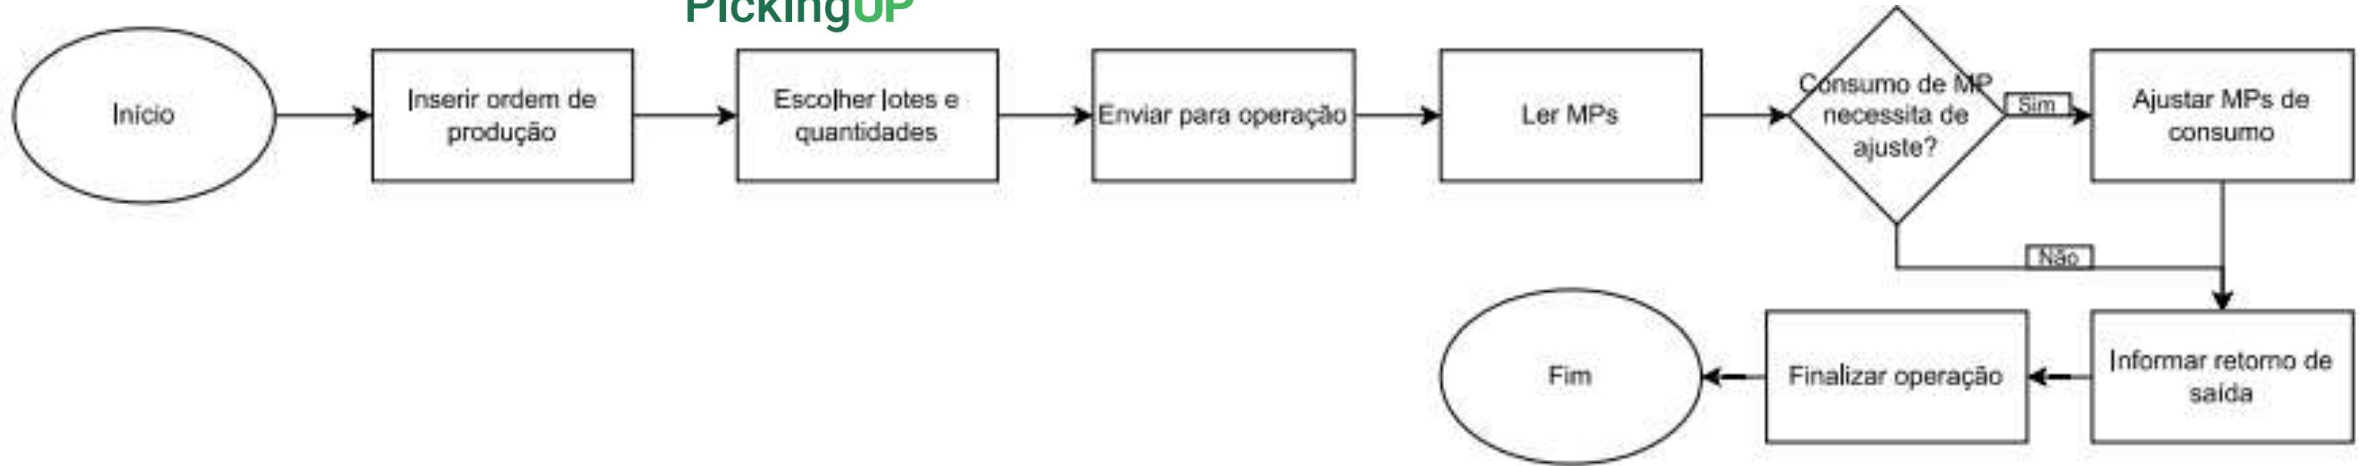 PickingUP
Início
Inserir ordem de
produção
Escolher lotes e
quantidades
Enviar para operação
Ler MPs
Consumo de MP
necessita de
ajuste?
Sim
Ajustar MPs de
consumo
Não
Informar retorno de
saída
Finalizar operação
Fim